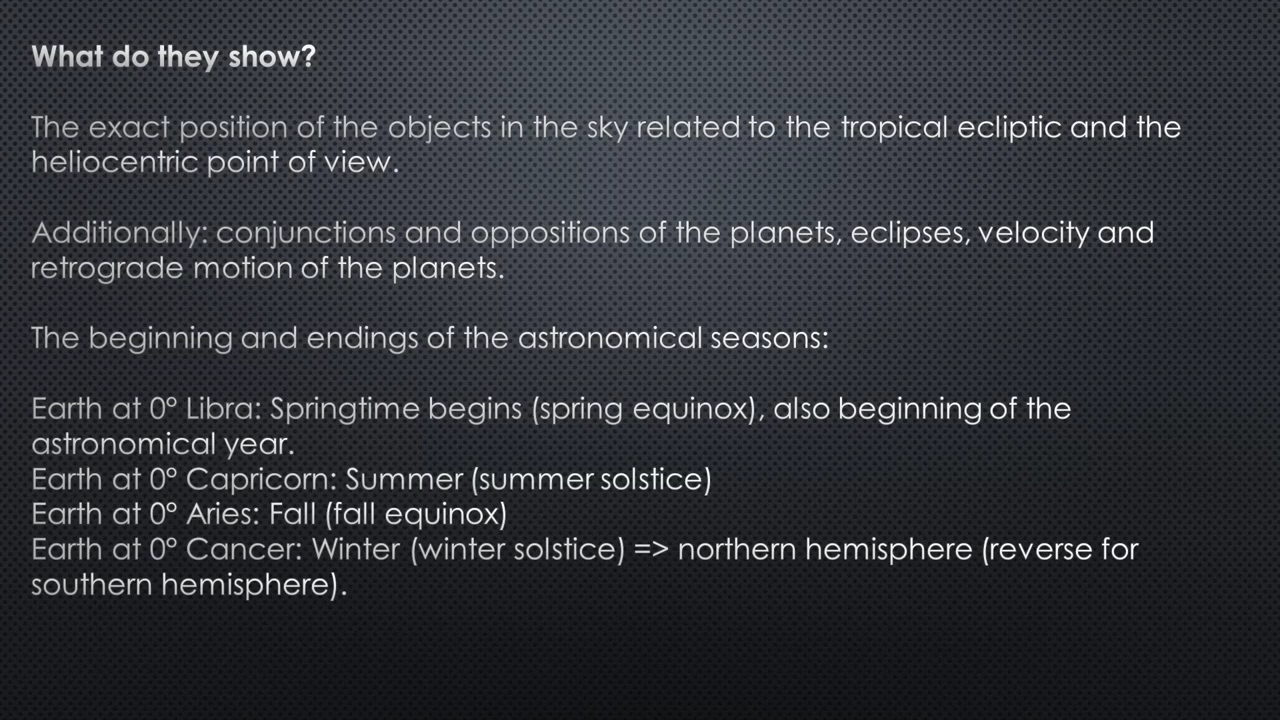 What do they show?
The exact position of the objects in the sky related to the tropical ecliptic and the
heliocentric point of view.
Additionally: conjunctions and oppositions of the planets, eclipses, velocity and
retrograde motion of the planets.
The beginning and endings of the astronomical seasons:
Earth at 0° Libra: Springtime begins (spring equinox), also beginning of the
astronomical year.
Earth at 0° Capricorn: Summer (summer solstice)
Earth at 0° Aries: Fall (fall equinox)
Earth at 0° Cancer: Winter (winter solstice) => northern hemisphere (reverse for
southern hemisphere).